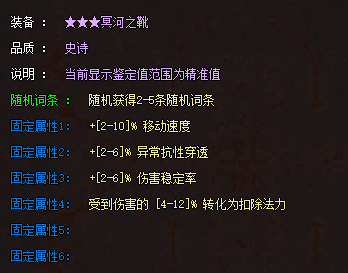 装备 : ★★★冥河之靴
品质 : 史诗
说明 : 当前显示鉴定值范围为精准值
随机词条 : 随机获得2-5条随机词条
固定属性1: +[2-10]% 移动速度
固定属性2: +[2-6]% 异常抗性穿透
固定属性3: +[2-6]% 伤害稳定率
固定属性4: 受到伤害的 [4-12]% 转化为扣除法力
固定属性5:
固定属性6: